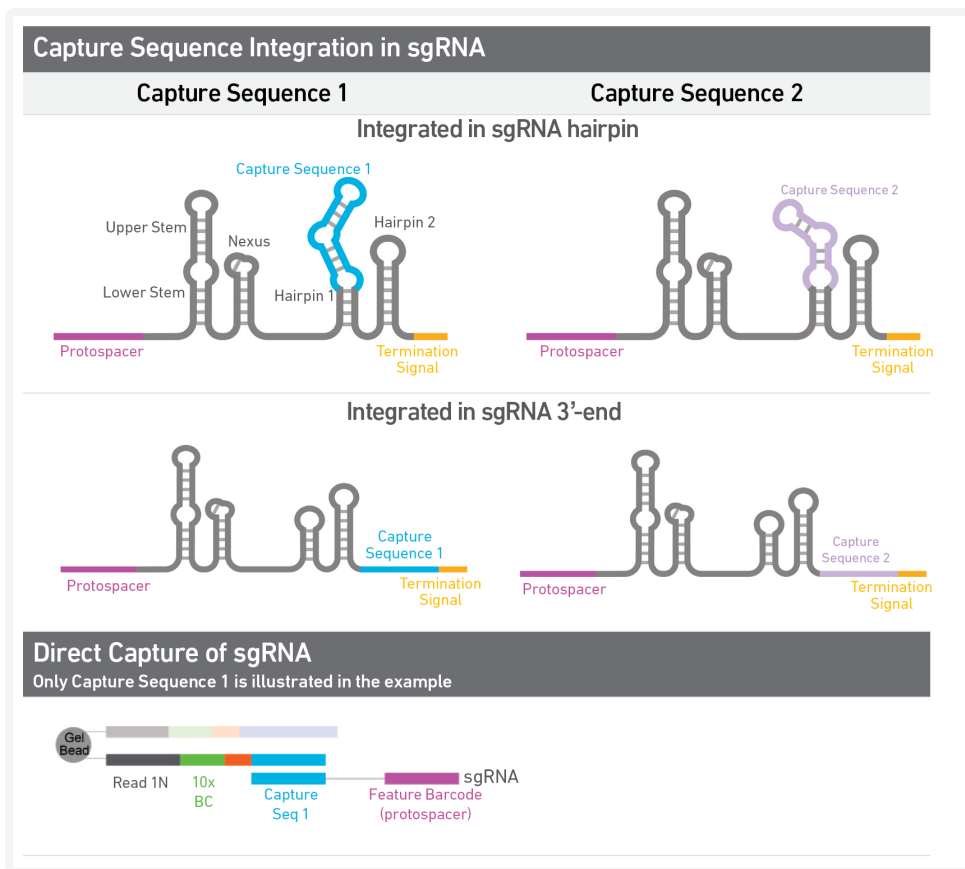 Capture Sequence Integration in sgRNA
Capture Sequence 1
Capture Sequence 2
Integrated in sgRNA hairpin
Capture Sequence 1
Upper Stem
Nexus
Hairpin 2
Lower Stem
Hairpin 1
Protospacer
Termination
Signal
Capture Sequence 2
Protospacer
Termination
Signal
Integrated in sgRNA 3'-end
Capture
Sequence 1
Protospacer
Termination
Signal
Capture
Sequence 2
Protospacer
Termination
Signal
Direct Capture of sgRNA
Only Capture Sequence 1 is illustrated in the example
Gel
Bead
Read 1N
10x
BC
Capture
Seq 1
Feature Barcode
(protospacer)
sgRNA